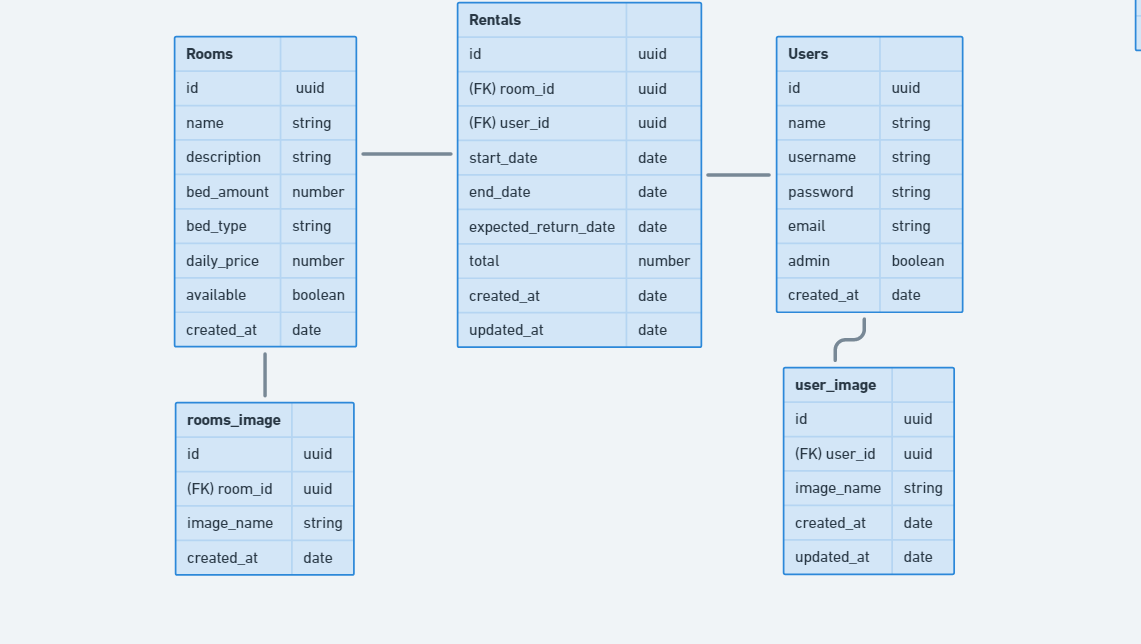 Rooms
id uuid
name string
description string
bed_amount number
bed_type string
daily_price number
available boolean
created_at date
Rentals
id uuid
(FK) room_id uuid
(FK) user_id uuid
start_date date
end_date date
expected_return_date date
total number
created_at date
updated_at date
Users
id uuid
name string
username string
password string
email string
admin boolean
created_at date
rooms_image
id uuid
(FK) room_id uuid
image_name string
created_at date
user_image
id uuid
(FK) user_id uuid
image_name string
created_at date
updated_at date